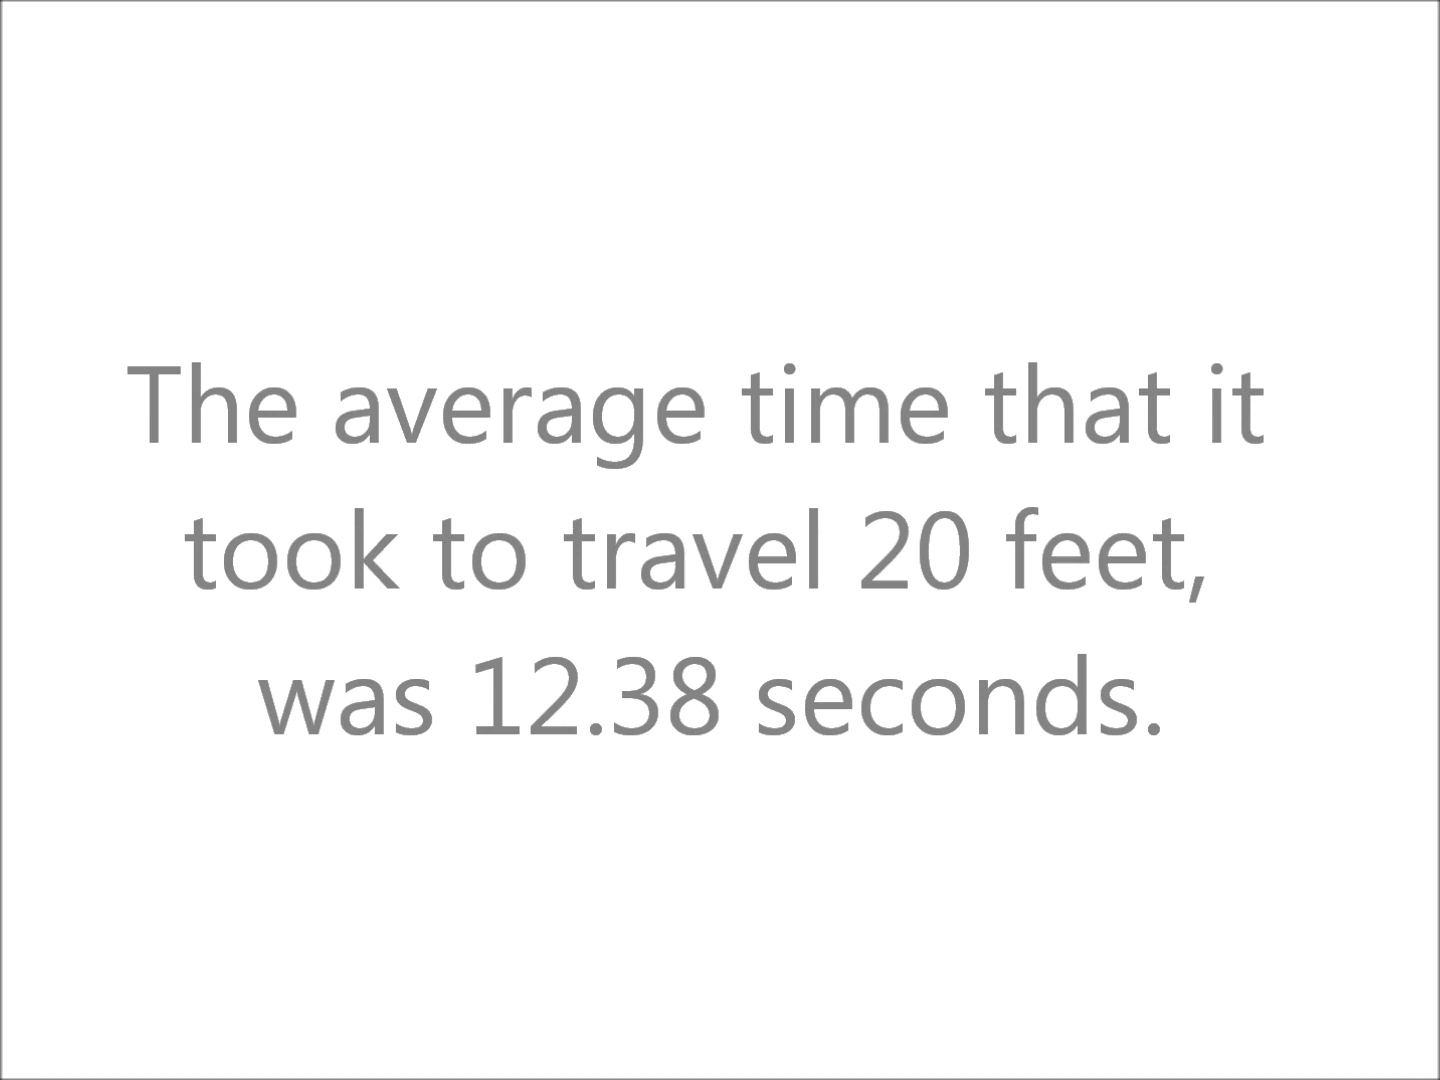 The average time that it
took to travel 20 feet,
was 12.38 seconds.